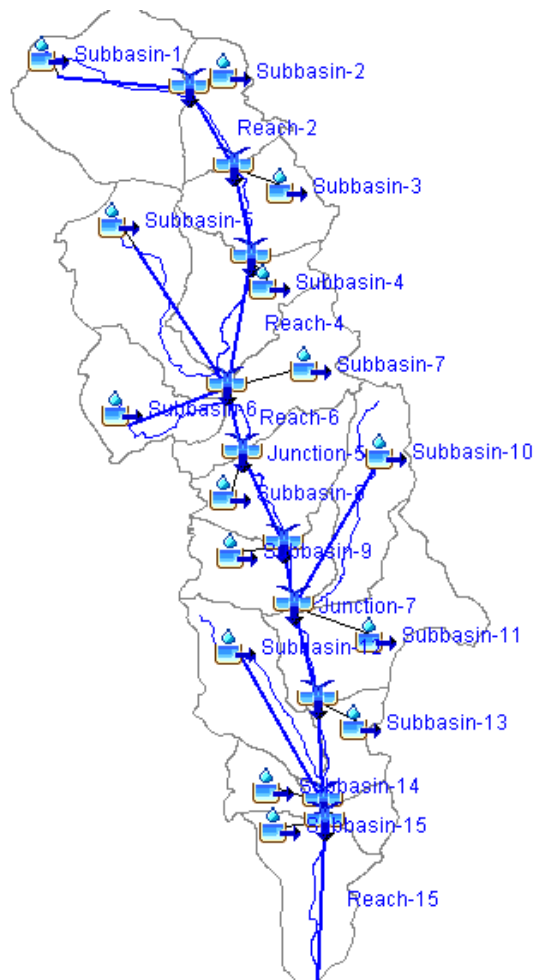 Subbasin-1
Subbasin-2
Reach-2
Subbasin-3
Subbasin-5
Subbasin-4
Reach-4
Subbasin-7
Subbasin-6
Reach-6
Junction-5
Subbasin-10
Subbasin-8
Subbasin-9
Junction-7
Subbasin-11
Subbasin-12
Subbasin-13
Subbasin-14
Subbasin-15
Reach-15